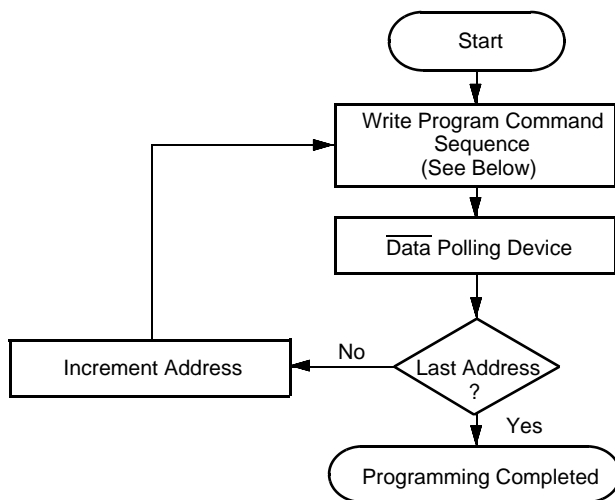 Start
Write Program Command
Sequence
(See Below)
Data Polling Device
No
Increment Address
Last Address
?
Yes
Programming Completed